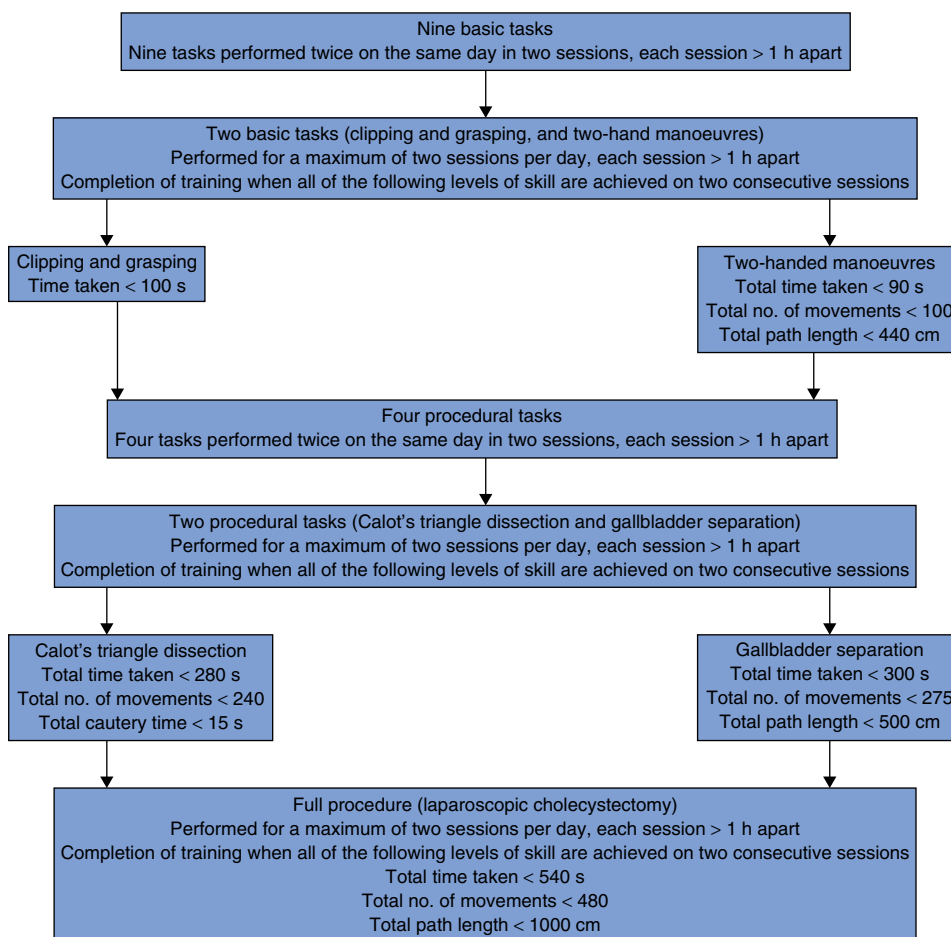 Nine basic tasks
Nine tasks performed twice on the same day in two sessions, each session > 1 h apart
Two basic tasks (clipping and grasping, and two-hand manoeuvres)
Performed for a maximum of two sessions per day, each session > 1 h apart
Completion of training when all of the following levels of skill are achieved on two consecutive sessions
Clipping and grasping
Time taken < 100 s
Two-handed manoeuvres
Total time taken < 90 s
Total no. of movements < 100
Total path length < 440 cm
Four procedural tasks
Four tasks performed twice on the same day in two sessions, each session > 1 h apart
Two procedural tasks (Calot's triangle dissection and gallbladder separation)
Performed for a maximum of two sessions per day, each session > 1 h apart
Completion of training when all of the following levels of skill are achieved on two consecutive sessions
Calot's triangle dissection
Total time taken < 280 s
Total no. of movements < 240
Total cautery time < 15 s
Gallbladder separation
Total time taken < 300 s
Total no. of movements < 275
Total path length < 500 cm
Full procedure (laparoscopic cholecystectomy)
Performed for a maximum of two sessions per day, each session > 1 h apart
Completion of training when all of the following levels of skill are achieved on two consecutive sessions
Total time taken < 540 s
Total no. of movements < 480
Total path length < 1000 cm